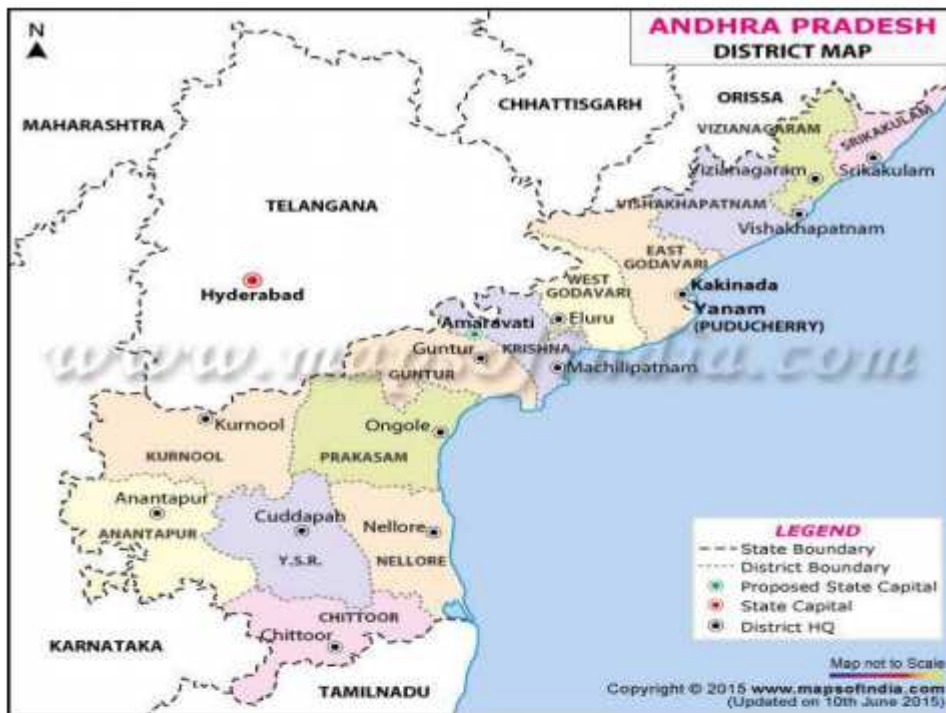 ANDHRA PRADESH
DISTRICT MAP
N
MAHARASHTRA
CHHATTISGARH
ORISSA
VIZIANAGARAM
SRIKAKULAM
Vizianagaram
Srikakulam
TELANGANA
VISHAKHAPATNAM
Vishakhapatnam
EAST
GODAVARI
WEST
GODAVARI
Hyderabad
Kakinada
Yanam
(PUDUCHERRY)
Amaravati
Eluru
Guntur
KRISHNA
GUNTUR
Machilipatnam
www.mapsofindia.com
Kurnool
Ongole
KURNOOL
PRAKASAM
Anantapur
Cuddapah
Nellore
ANANTAPUR
Y.S.R.
NELLORE
CHITTOOR
Chittoor
KARNATAKA
TAMILNADU
LEGEND
State Boundary
District Boundary
Proposed State Capital
State Capital
District HQ
Map not to Scale
Copyright © 2015 www.mapsofindia.com
(Updated on 10th June 2015)